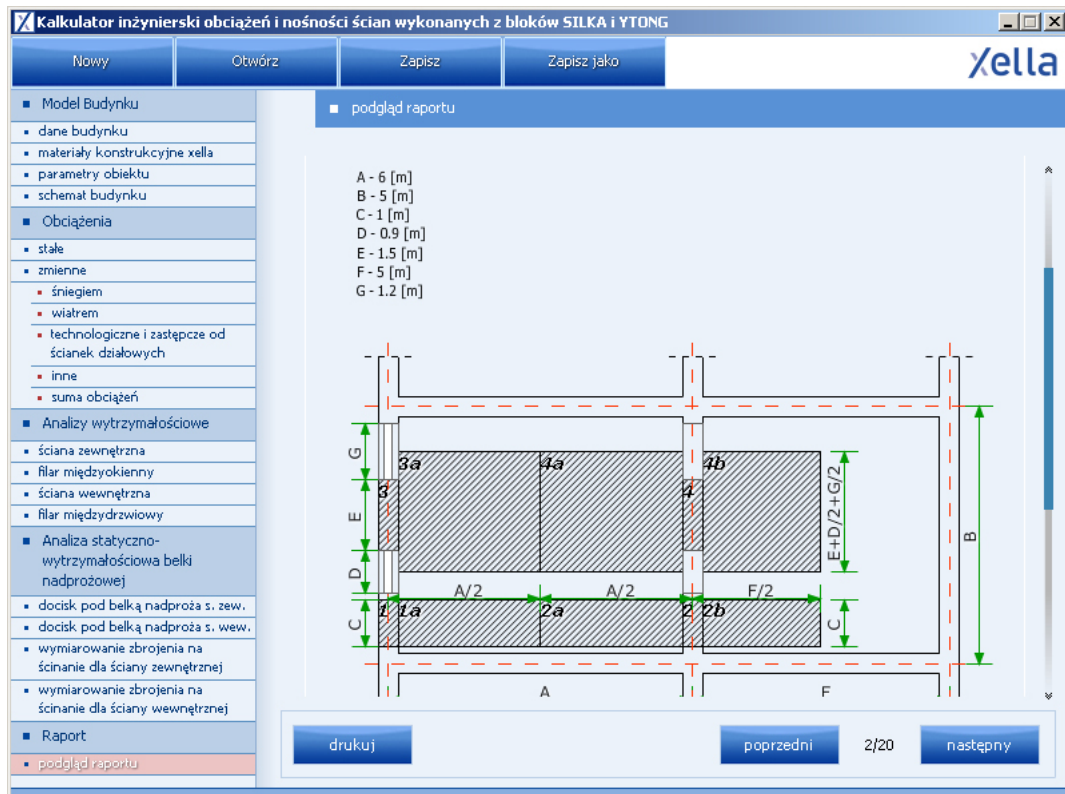 Kalkulator inżynierski obciążeń i nośności ścian wykonanych z bloków SILKA i YTONG
Nowy
Otwórz
Zapisz
Zapisz jako
Xella
Model Budynku
dane budynku
materiały konstrukcyjne xella
parametry obiektu
schemat budynku
Obciążenia
stałe
zmienne
śniegiem
wiatrem
technologiczne i zastępcze od
ścianek działowych
inne
suma obciążeń
Analizy wytrzymałościowe
ściana zewnętrzna
filar międzyokienny
ściana wewnętrzna
filar międzydrzwiowy
Analiza statyczno-
wytrzymałościowa belki
nadprożowej
docisk pod belką nadproża s. zew.
docisk pod belką nadproża s. wew.
wymiarowanie zbrojenia na
ścinanie dla ściany zewnętrznej
wymiarowanie zbrojenia na
ścinanie dla ściany wewnętrznej
Raport
podgląd raportu
podgląd raportu
A - 6 [m]
B - 5 [m]
C - 1 [m]
D - 0.9 [m]
E - 1.5 [m]
F - 5 [m]
G - 1.2 [m]
G
3a
4a
4b
3
4
E
E+D/2+G/2
B
D
A/2
A/2
F/2
1
1a
2a
2
2b
C
C
A
F
drukuj
poprzedni
2/20
następny